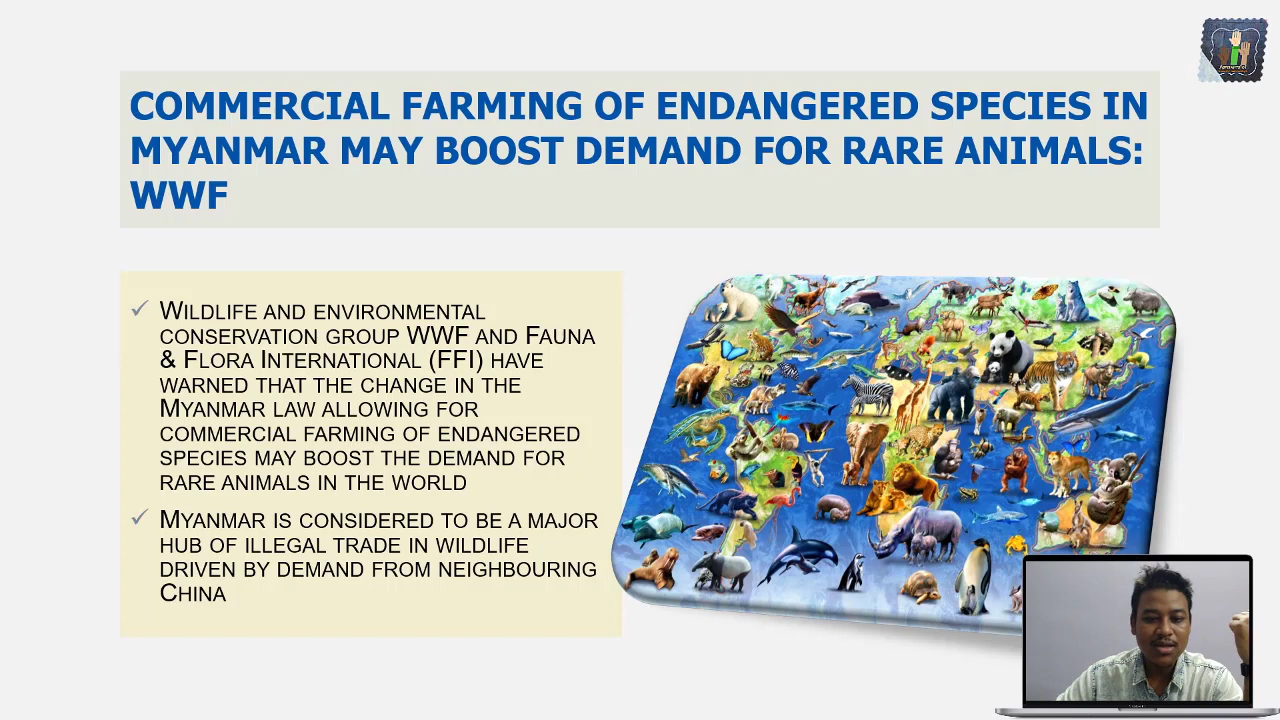 COMMERCIAL FARMING OF ENDANGERED SPECIES IN
MYANMAR MAY BOOST DEMAND FOR RARE ANIMALS:
WWF
✓ WILDLIFE AND ENVIRONMENTAL
CONSERVATION GROUP WWF AND FAUNA
& FLORA INTERNATIONAL (FFI) HAVE
WARNED THAT THE CHANGE IN THE
MYANMAR LAW ALLOWING FOR
COMMERCIAL FARMING OF ENDANGERED
SPECIES MAY BOOST THE DEMAND FOR
RARE ANIMALS IN THE WORLD
✓ MYANMAR IS CONSIDERED TO BE A MAJOR
HUB OF ILLEGAL TRADE IN WILDLIFE
DRIVEN BY DEMAND FROM NEIGHBOURING
CHINA